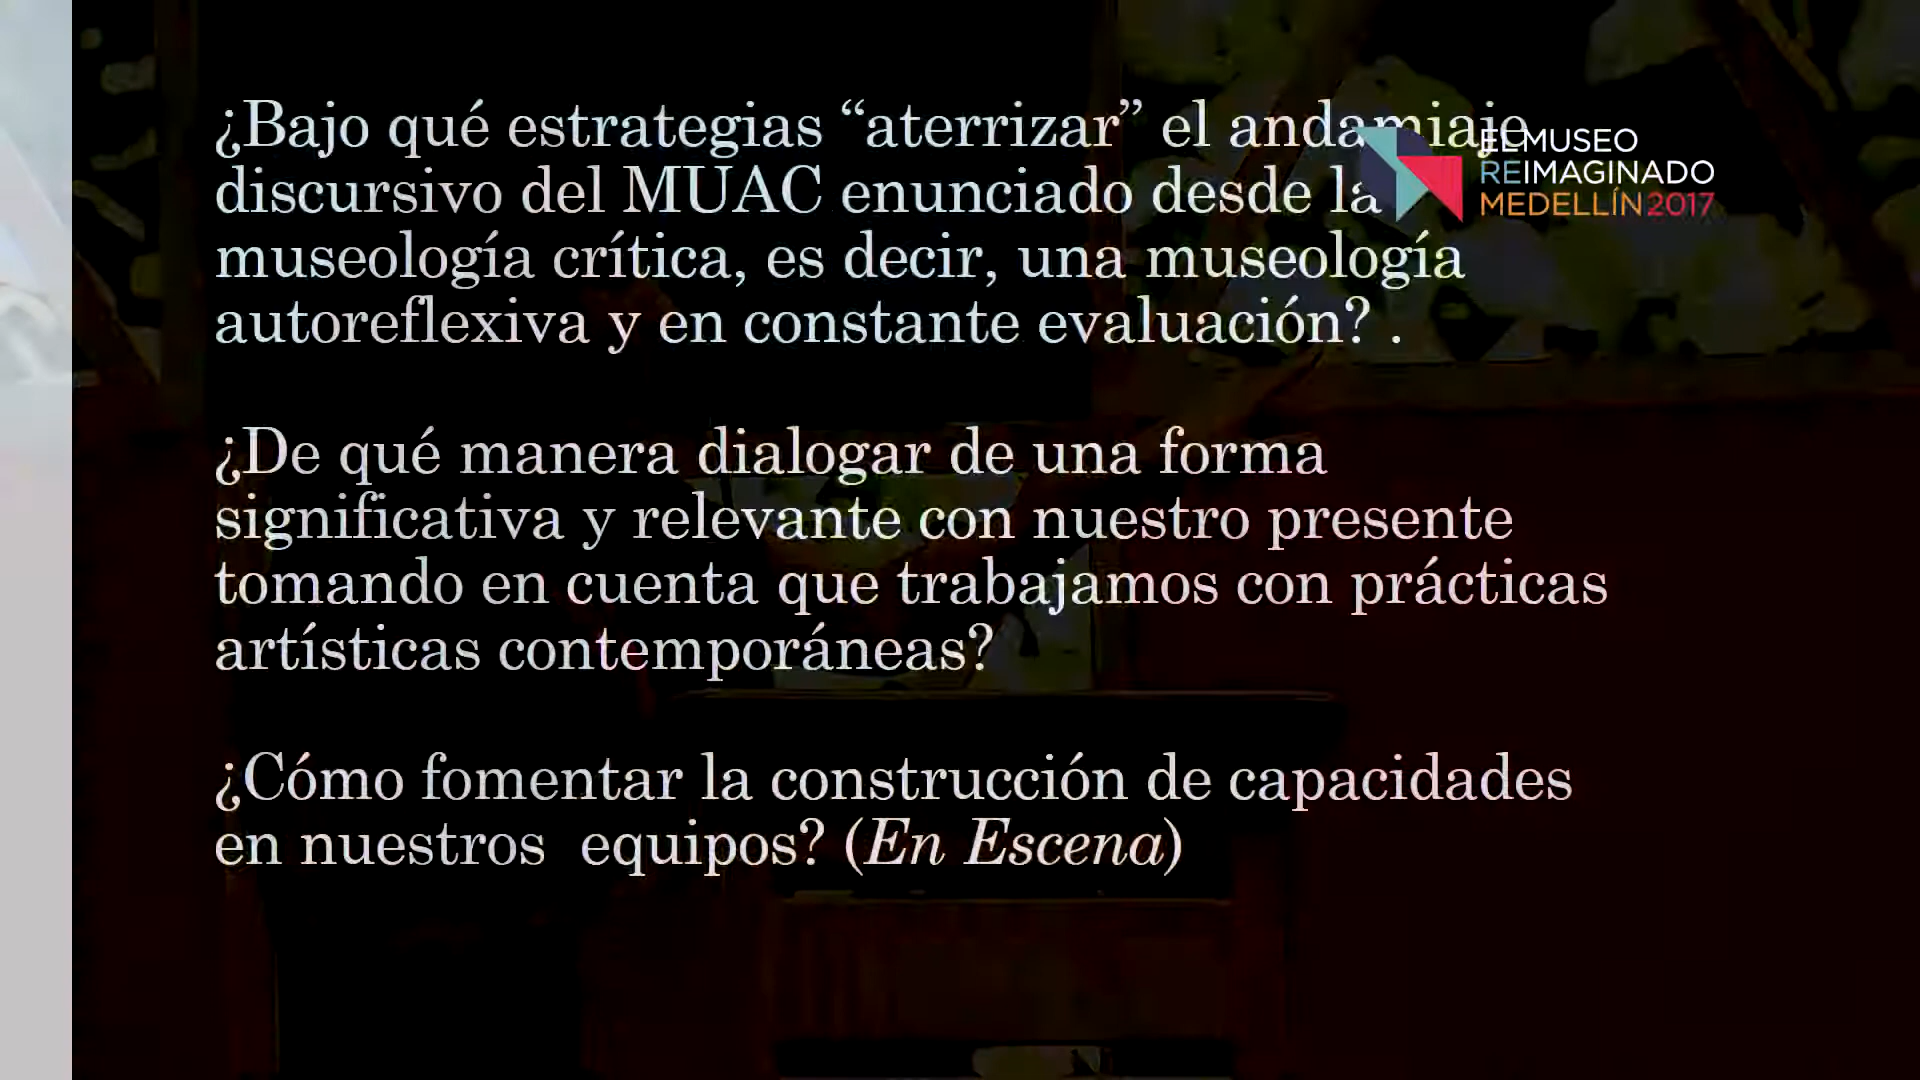 ¿Bajo qué estrategias “aterrizar” el andamiaje
discursivo del MUAC enunciado desde la
museología crítica, es decir, una museología
autoreflexiva y en constante evaluación? .
¿De qué manera dialogar de una forma
significativa y relevante con nuestro presente
tomando en cuenta que trabajamos con prácticas
artísticas contemporáneas?
¿Cómo fomentar la construcción de capacidades
en nuestros  equipos? (En Escena)
EL MUSEO
REIMAGINADO
MEDELLÍN 2017